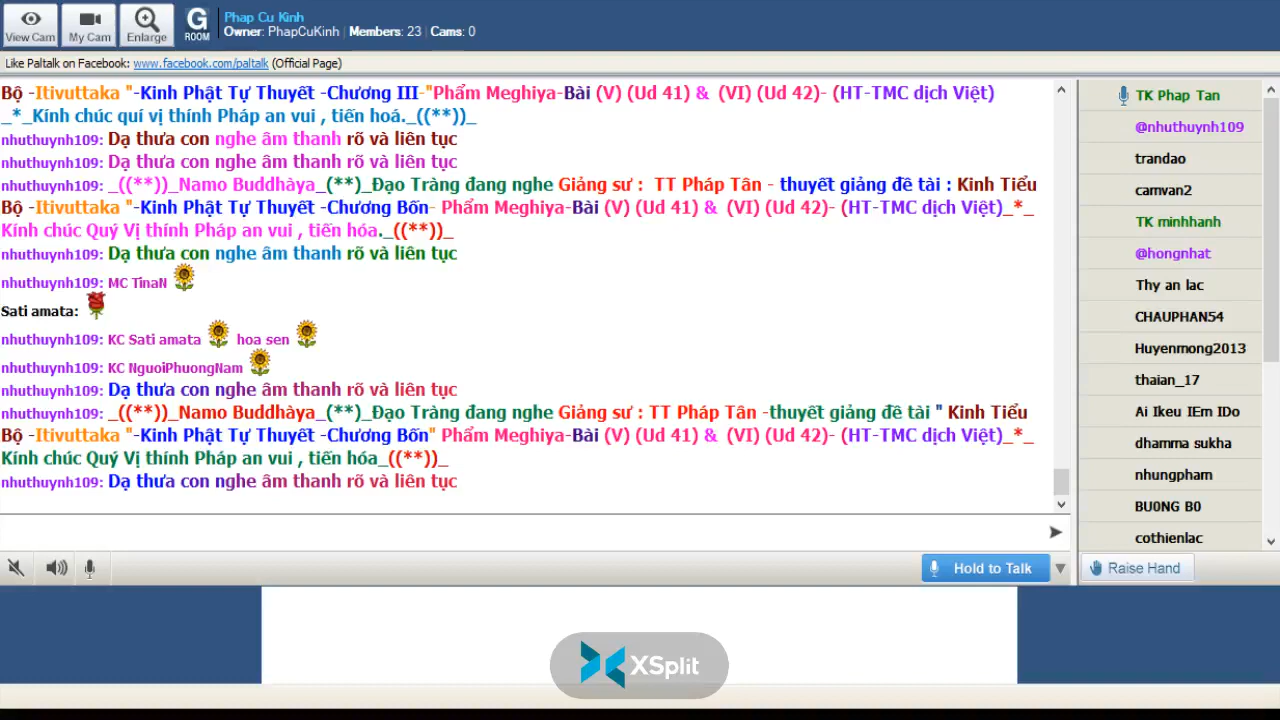 View Cam
My Cam
Enlarge
G
ROOM
Phap Cu Kinh
Owner: PhapCuKinh Members: 23 Cams: 0
Like Paltalk on Facebook: www.facebook.com/paltalk (Official Page)
Bộ -Itivuttaka "-Kinh Phật Tự Thuyết -Chương III-"Phẩm Meghiya-Bài (V) (Ud 41) & (VI) (Ud 42)- (HT-TMC dịch Việt)
_*_Kính chúc quí vị thính Pháp an vui , tiến hoá._((**))_
nhuthuynh109: Dạ thưa con nghe âm thanh rõ và liên tục
nhuthuynh109: Dạ thưa con nghe âm thanh rõ và liên tục
nhuthuynh109: _((**))_Namo Buddhàya_(**)_Đạo Tràng đang nghe Giảng sư : TT Pháp Tân - thuyết giảng đề tài : Kinh Tiểu
Bộ -Itivuttaka "-Kinh Phật Tự Thuyết -Chương Bốn- Phẩm Meghiya-Bài (V) (Ud 41) & (VI) (Ud 42)- (HT-TMC dịch Việt)_*_
Kính chúc Quý Vị thính Pháp an vui , tiến hóa._((**))_
nhuthuynh109: Dạ thưa con nghe âm thanh rõ và liên tục
nhuthuynh109: MC TinaN
Sati amata:
nhuthuynh109: KC Sati amata hoa sen
nhuthuynh109: KC NguoiPhuongNam
nhuthuynh109: Dạ thưa con nghe âm thanh rõ và liên tục
nhuthuynh109: _((**))_Namo Buddhàya_(**)_Đạo Tràng đang nghe Giảng sư : TT Pháp Tân -thuyết giảng đề tài " Kinh Tiểu
Bộ -Itivuttaka "-Kinh Phật Tự Thuyết -Chương Bốn" Phẩm Meghiya-Bài (V) (Ud 41) & (VI) (Ud 42)- (HT-TMC dịch Việt)_*_
Kính chúc Quý Vị thính Pháp an vui , tiến hóa_((**))_
nhuthuynh109: Dạ thưa con nghe âm thanh rõ và liên tục
TK Phap Tan
@nhuthuynh109
trandao
camvan2
TK minhhanh
@hongnhat
Thy an lac
CHAUPHAN54
Huyenmong2013
thaian_17
Ai Ikeu IEm IDo
dhamma sukha
nhungpham
BU0NG B0
cothienlac
Hold to Talk
Raise Hand
XSplit